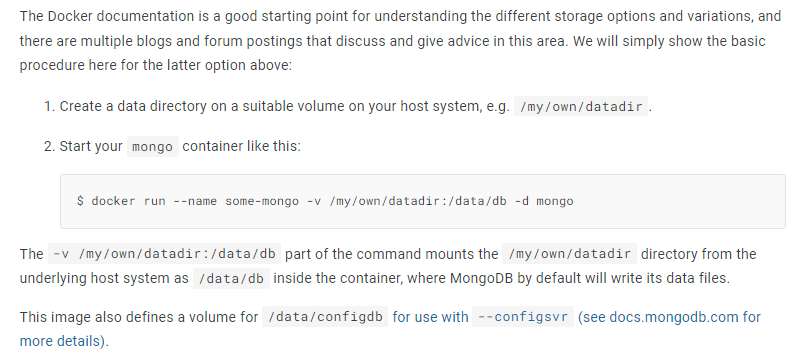 The Docker documentation is a good starting point for understanding the different storage options and variations, and
there are multiple blogs and forum postings that discuss and give advice in this area. We will simply show the basic
procedure here for the latter option above:
1. Create a data directory on a suitable volume on your host system, e.g. /my/own/datadir .
2. Start your mongo container like this:
$ docker run --name some-mongo -v /my/own/datadir:/data/db -d mongo
The -v /my/own/datadir:/data/db part of the command mounts the /my/own/datadir directory from the
underlying host system as /data/db inside the container, where MongoDB by default will write its data files.
This image also defines a volume for /data/configdb for use with --configsvr (see docs.mongodb.com for
more details).